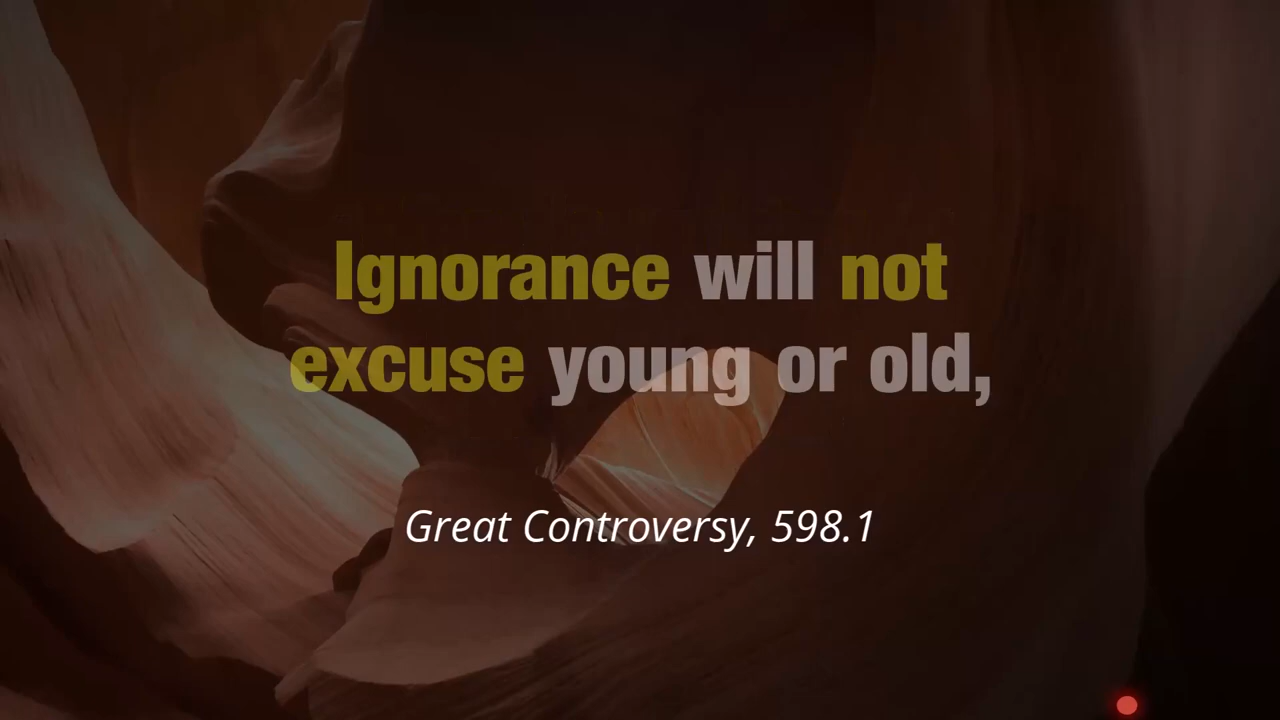 Ignorance will not
excuse young or old,
Great Controversy, 598.1